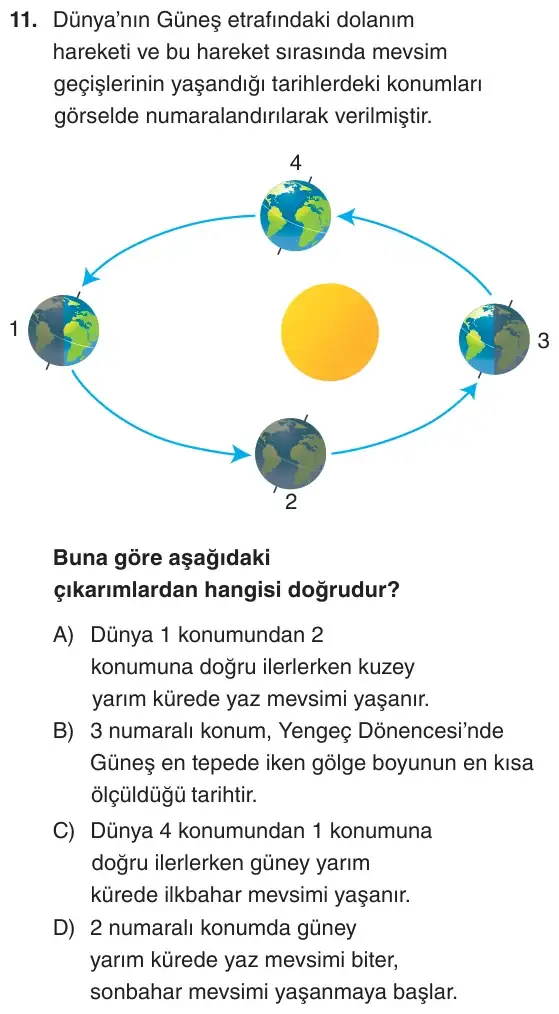 11. Dünya'nın Güneş etrafındaki dolanım
hareketi ve bu hareket sırasında mevsim
geçişlerinin yaşandığı tarihlerdeki konumları
görselde numaralandırılarak verilmiştir.
4
1
3
2
Buna göre aşağıdaki
çıkarımlardan hangisi doğrudur?
A) Dünya 1 konumundan 2
konumuna doğru ilerlerken kuzey
yarım kürede yaz mevsimi yaşanır.
B) 3 numaralı konum, Yengeç Dönencesi'nde
Güneş en tepede iken gölge boyunun en kısa
ölçüldüğü tarihtir.
C) Dünya 4 konumundan 1 konumuna
doğru ilerlerken güney yarım
kürede ilkbahar mevsimi yaşanır.
D) 2 numaralı konumda güney
yarım kürede yaz mevsimi biter,
sonbahar mevsimi yaşanmaya başlar.